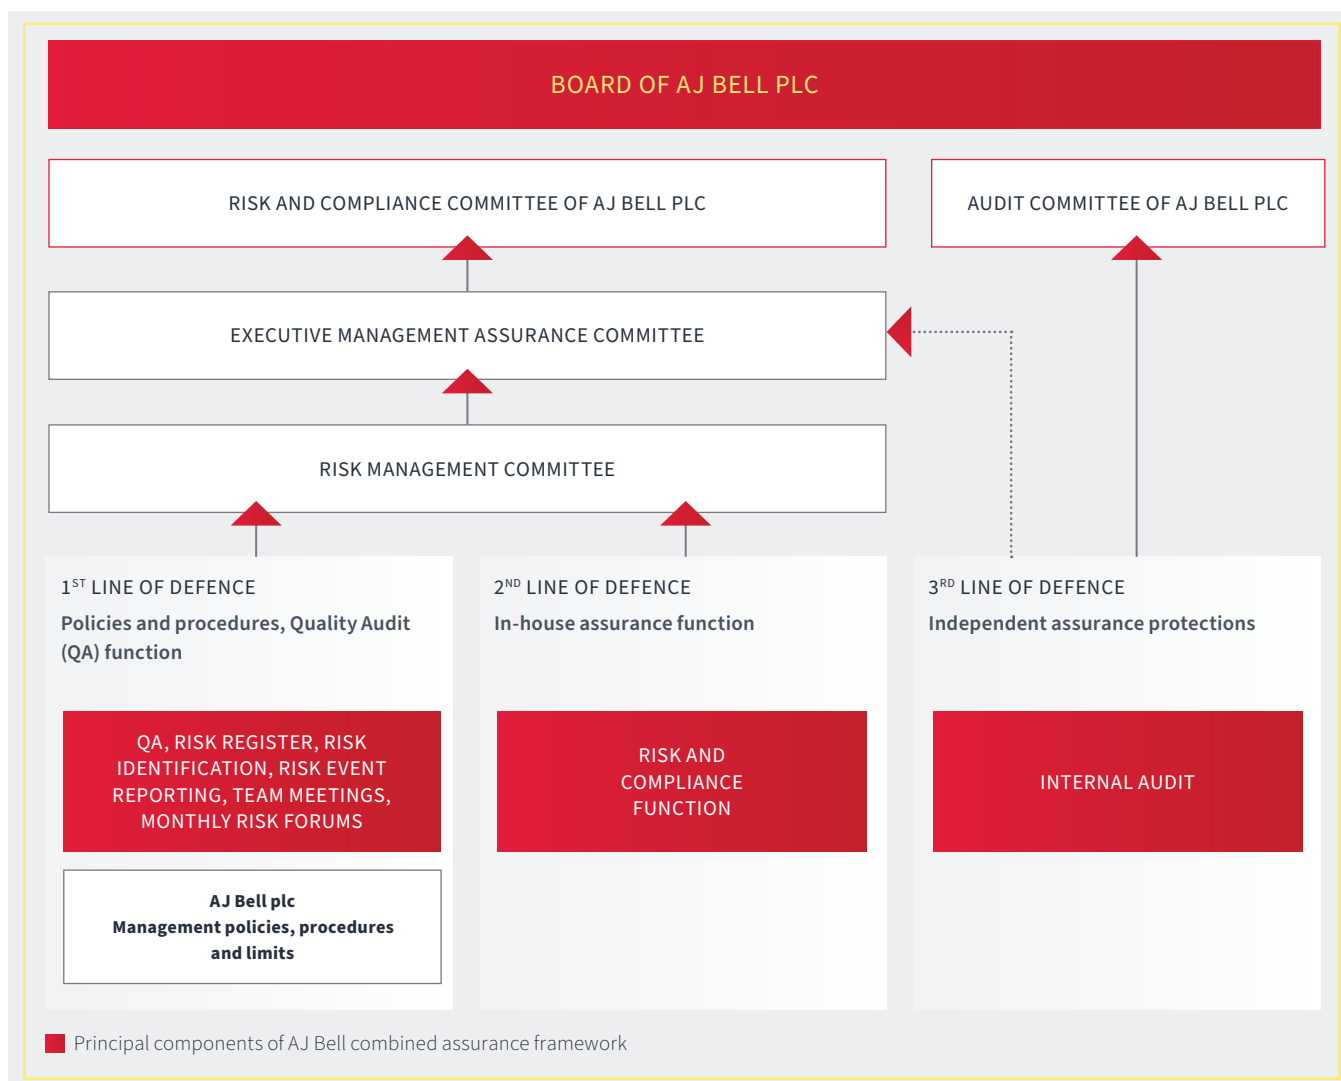 BOARD OF AJ BELL PLC
RISK AND COMPLIANCE COMMITTEE OF AJ BELL PLC
AUDIT COMMITTEE OF AJ BELL PLC
EXECUTIVE MANAGEMENT ASSURANCE COMMITTEE
RISK MANAGEMENT COMMITTEE
1ST LINE OF DEFENCE
Policies and procedures, Quality Audit
(QA) function
QA, RISK REGISTER, RISK
IDENTIFICATION, RISK EVENT
REPORTING, TEAM MEETINGS,
MONTHLY RISK FORUMS
AJ Bell plc
Management policies, procedures
and limits
2ND LINE OF DEFENCE
In-house assurance function
RISK AND
COMPLIANCE
FUNCTION
3RD LINE OF DEFENCE
Independent assurance protections
INTERNAL AUDIT
Principal components of AJ Bell combined assurance framework